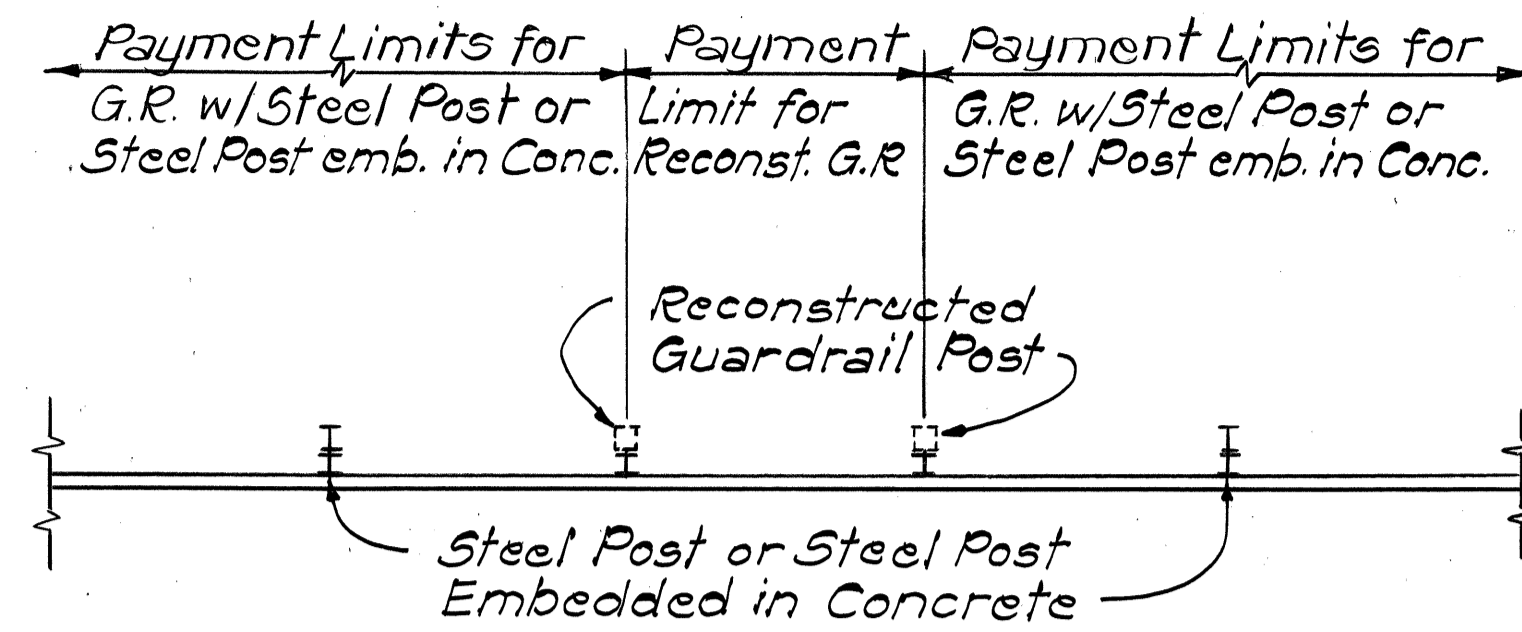 Payment Limits for
G.R. w/Steel Post or
Steel Post emb. in Conc.
Payment
Limit for
Reconst. G.R
Payment Limits for
G.R. w/Steel Post or
Steel Post emb. in Conc.
Reconstructed
Guardrail Post
Steel Post or Steel Post
Embedded in Concrete